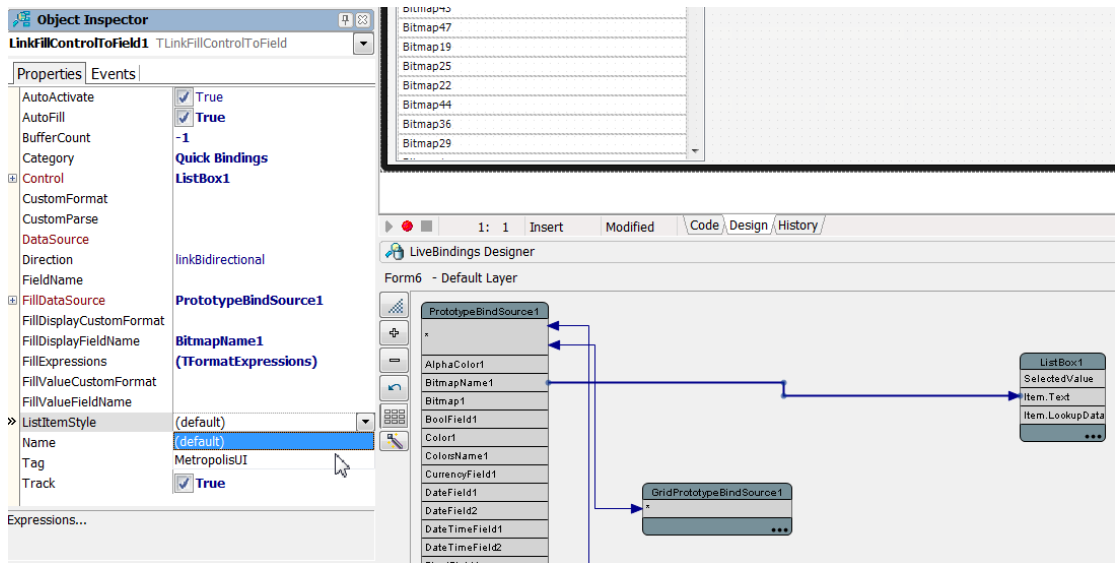 Object Inspector
LinkFillControlToField1 TLinkFillControlToField
Properties Events
AutoActivate True
AutoFill True
BufferCount -1
Category Quick Bindings
Control ListBox1
CustomFormat
CustomParse
DataSource
Direction linkBidirectional
FieldName
FillDataSource PrototypeBindSource1
FillDisplayCustomFormat
FillDisplayFieldName BitmapName1
FillExpressions (TFormatExpressions)
FillValueCustomFormat
FillValueFieldName
ListItemStyle (default)
Name (default)
Tag MetropolisUI
Track True
Expressions...
Bitmap43
Bitmap47
Bitmap19
Bitmap25
Bitmap22
Bitmap44
Bitmap36
Bitmap29
1: 1 Insert Modified Code Design History
LiveBindings Designer
Form6 - Default Layer
PrototypeBindSource1
*
AlphaColor1
BitmapName1
Bitmap1
BoolField1
Color1
ColorsName1
CurrencyField1
DateField1
DateField2
DateTimeField1
DateTimeField2
GridPrototypeBindSource1
*
ListBox1
SelectedValue
Item.Text
Item.LookupData